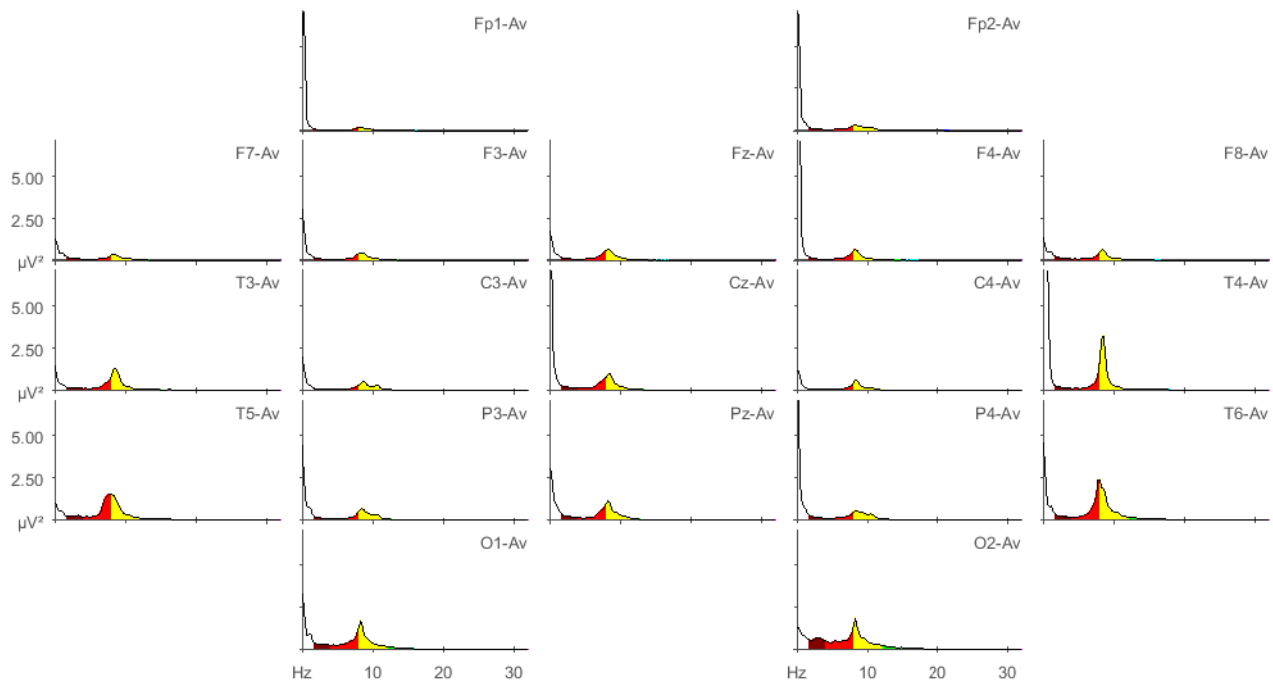 Fp1-Av Fp2-Av
F7-Av F3-Av Fz-Av F4-Av F8-Av
5.00
2.50
µV²
T3-Av C3-Av Cz-Av C4-Av T4-Av
5.00
2.50
µV²
T5-Av P3-Av Pz-Av P4-Av T6-Av
5.00
2.50
µV²
O1-Av O2-Av
Hz 10 20 30 Hz 10 20 30